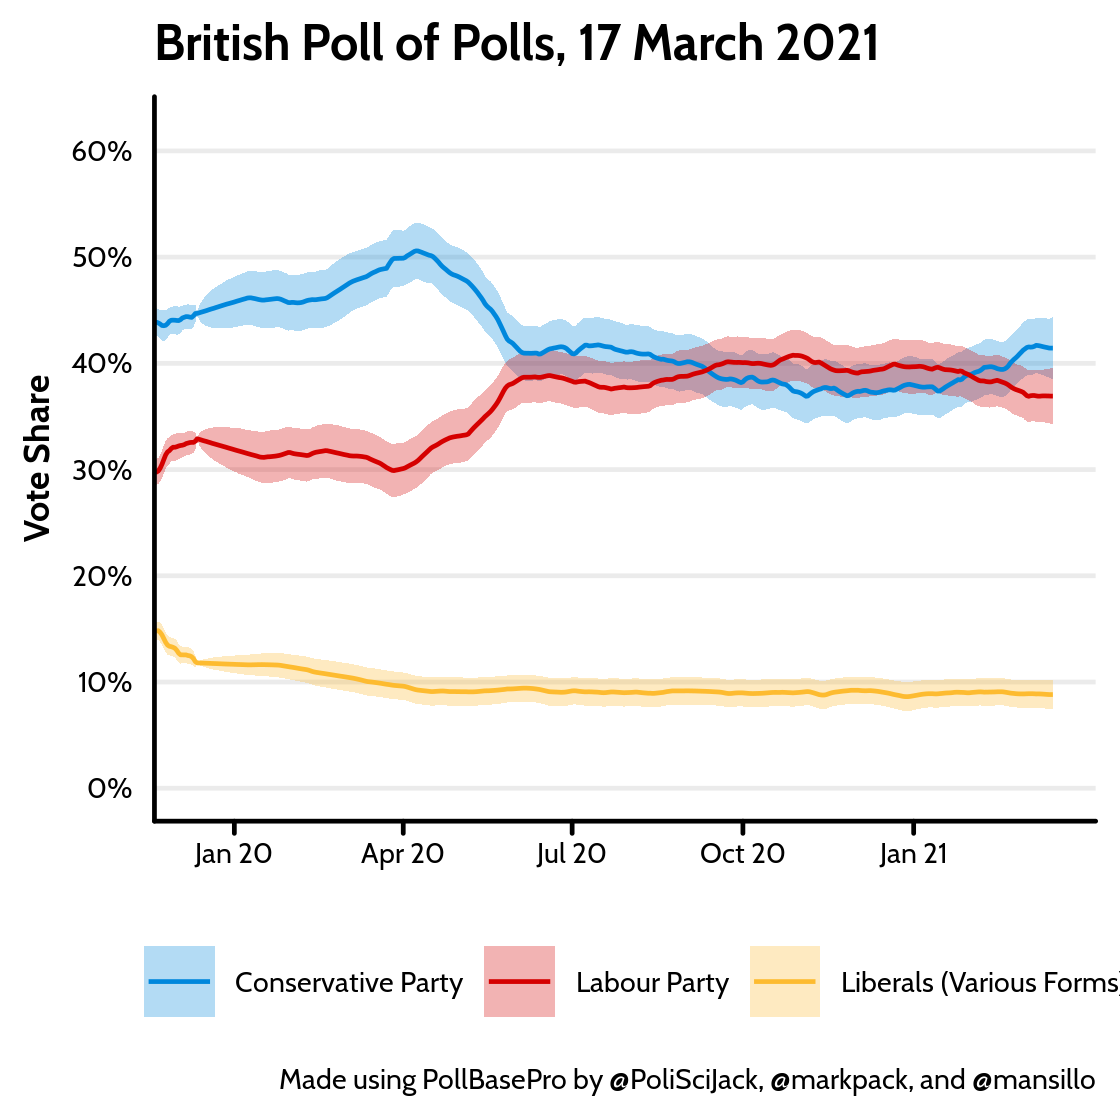 British Poll of Polls, 17 March 2021
60%
50%
40%
30%
20%
10%
0%
Vote Share
Jan 20 Apr 20 Jul 20 Oct 20 Jan 21
Conservative Party Labour Party Liberals (Various Forms)
Made using PollBasePro by @PoliSciJack, @markpack, and @mansillo